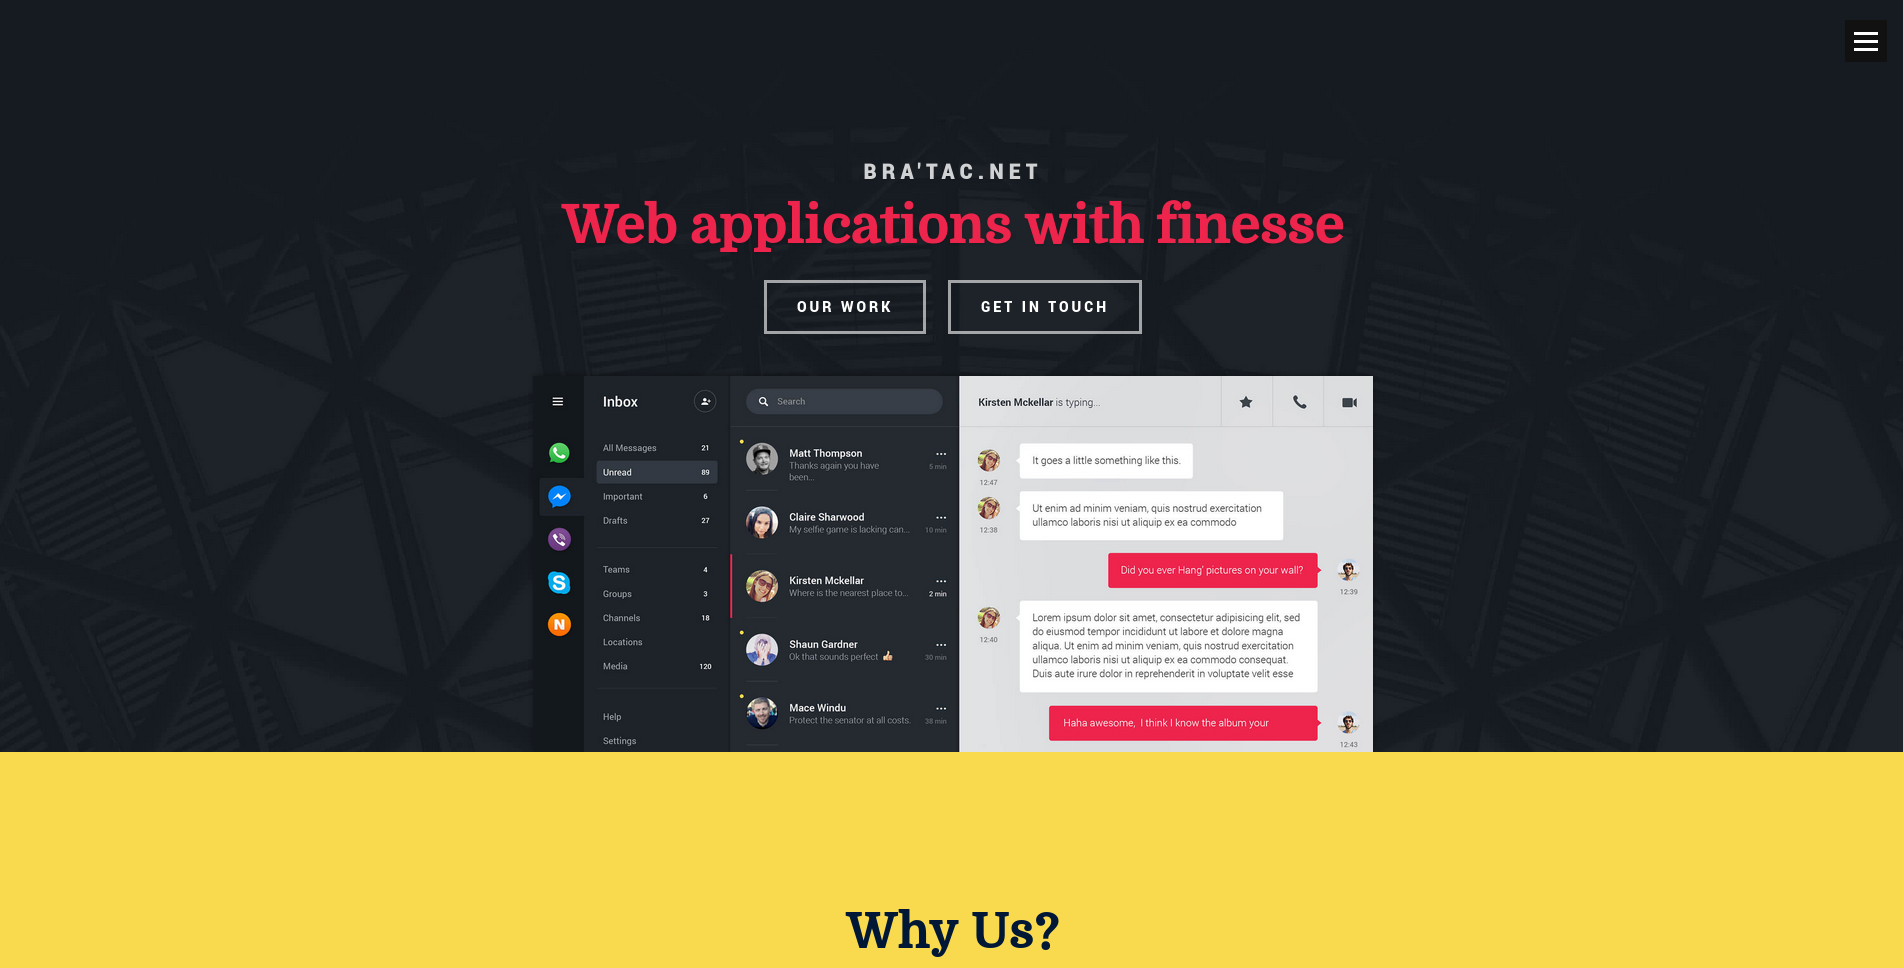 BRA'TAC.NET
Web applications with finesse
OUR WORK
GET IN TOUCH
Inbox
All Messages 21
Unread 89
Important 6
Drafts 27
Teams 4
Groups 3
Channels 18
Locations
Media 120
Help
Settings
Search
Matt Thompson
Thanks again you have
been...
5 min
Claire Sharwood
My selfie game is lacking can...
10 min
Kirsten Mckellar
Where is the nearest place to...
2 min
Shaun Gardner
Ok that sounds perfect 👍🏼
30 min
Mace Windu
Protect the senator at all costs.
38 min
Kirsten Mckellar is typing...
It goes a little something like this.
12:47
Ut enim ad minim veniam, quis nostrud exercitation
ullamco laboris nisi ut aliquip ex ea commodo
12:38
Did you ever Hang' pictures on your wall?
12:39
Lorem ipsum dolor sit amet, consectetur adipisicing elit, sed
do eiusmod tempor incididunt ut labore et dolore magna
aliqua. Ut enim ad minim veniam, quis nostrud exercitation
ullamco laboris nisi ut aliquip ex ea commodo consequat.
Duis aute irure dolor in reprehenderit in voluptate velit esse
12:40
Haha awesome, I think I know the album your
12:43
Why Us?